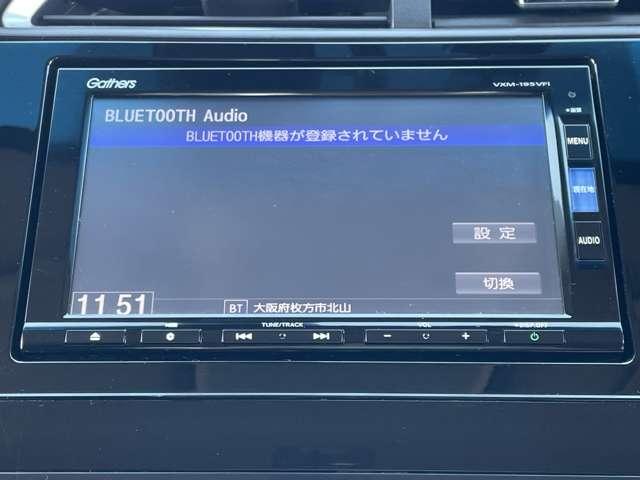 Gathers
VXM-195VFi
BLUETOOTH Audio
BLUETOOTH機器が登録されていません
MENU
現在地
AUDIO
設定
切換
11:51
BT 大阪府枚方市北山
TUNE/TRACK
VOL
DISP.OFF